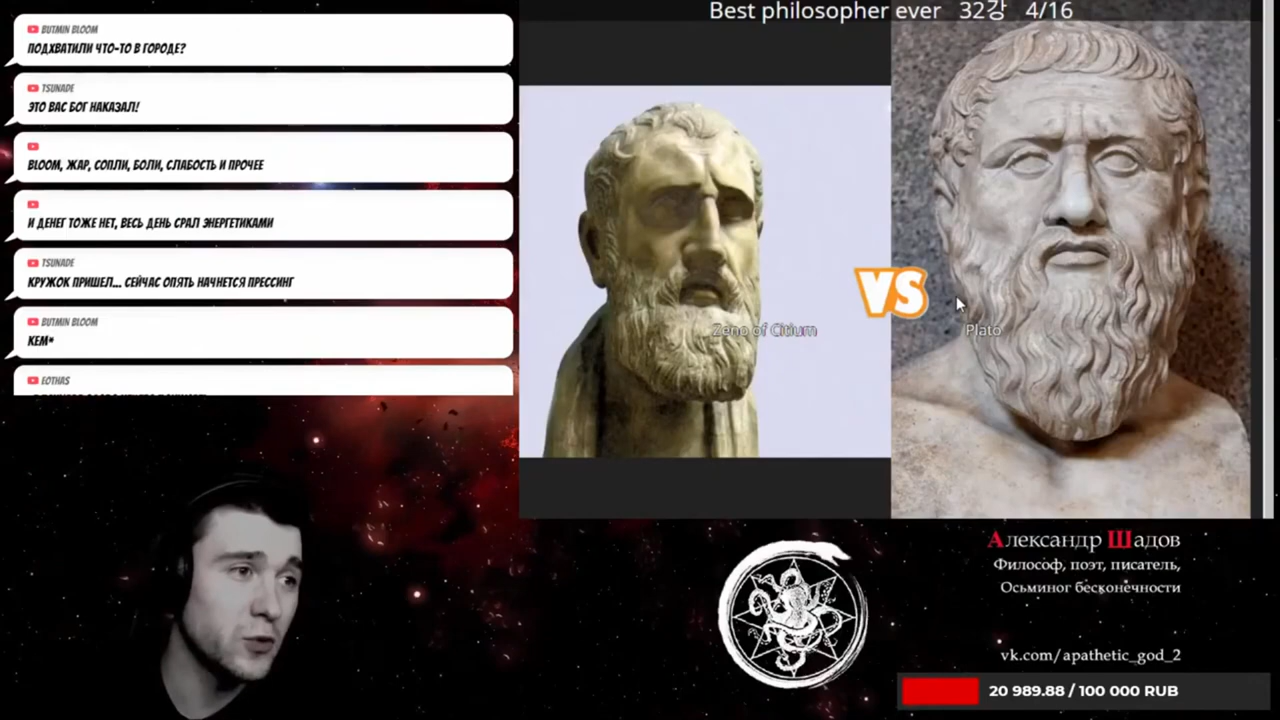 Best philosopher ever 32강 4/16
BUTMIN BLOOM
ПОДХВАТИЛИ ЧТО-ТО В ГОРОДЕ?
TSUNADE
ЭТО ВАС БОГ НАКАЗАЛ!
BLOOM, ЖАР, СОПЛИ, БОЛИ, СЛАБОСТЬ И ПРОЧЕЕ
И ДЕНЕГ ТОЖЕ НЕТ, ВЕСЬ ДЕНЬ СРАЛ ЭНЕРГЕТИКАМИ
TSUNADE
КРУЖОК ПРИШЕЛ... СЕЙЧАС ОПЯТЬ НАЧНЕТСЯ ПРЕССИНГ
BUTMIN BLOOM
КЕМ*
EOTHAS
VS
Zeno of Citium
Plato
Александр Шадов
Философ, поэт, писатель,
Осьминог бесконечности
vk.com/apathetic_god_2
20 989.88 / 100 000 RUB